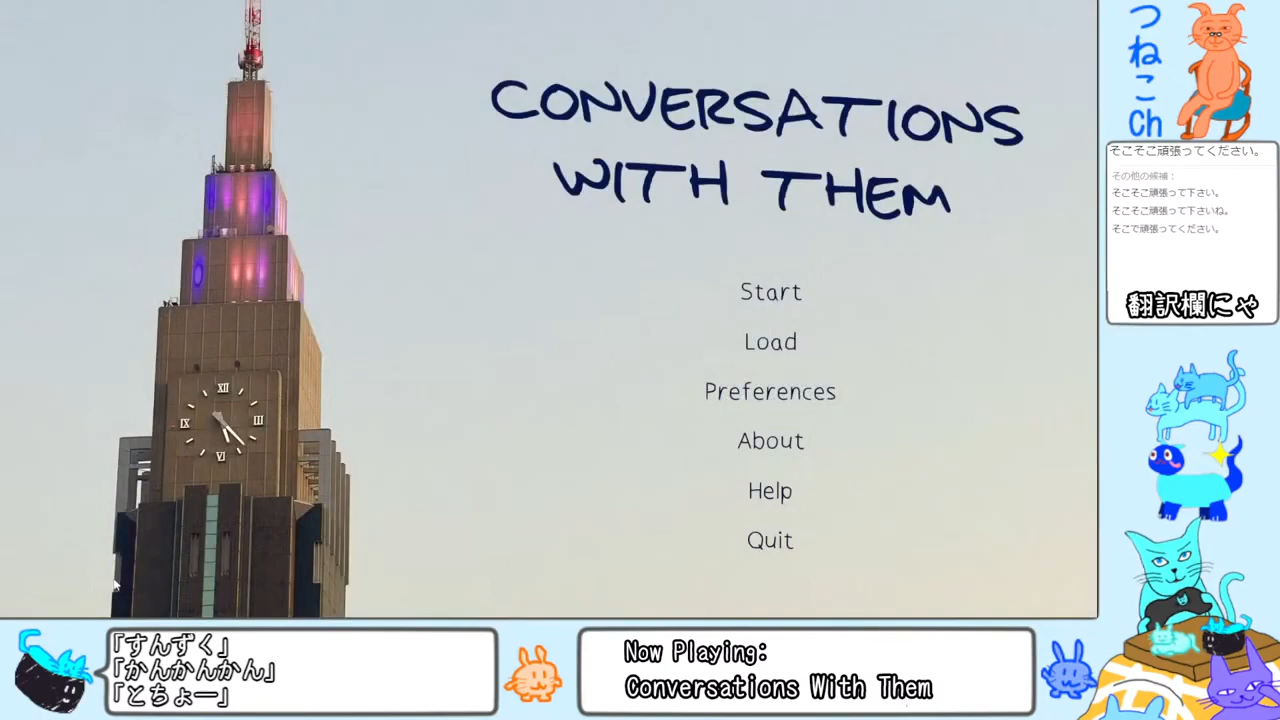 CONVERSATIONS
WITH THEM
Start
Load
Preferences
About
Help
Quit
XII
III
VI
IX
つねこ
Ch
そこそこ頑張ってください。
その他の候補：
そこそこ頑張って下さい。
そこそこ頑張って下さいね。
そこで頑張ってください。
翻訳欄にゃ
「すんずく」
「かんかんかん」
「とちょー」
Now Playing:
Conversations With Them